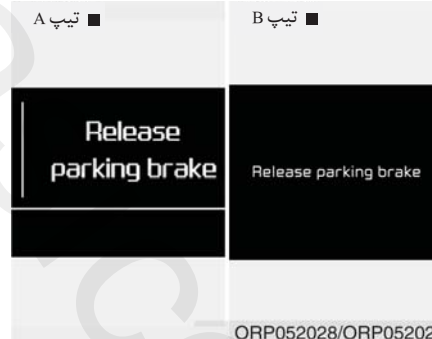 ■ تیپ A
Release
parking brake
■ تیپ B
Release parking brake
ORP052028/ORP05202